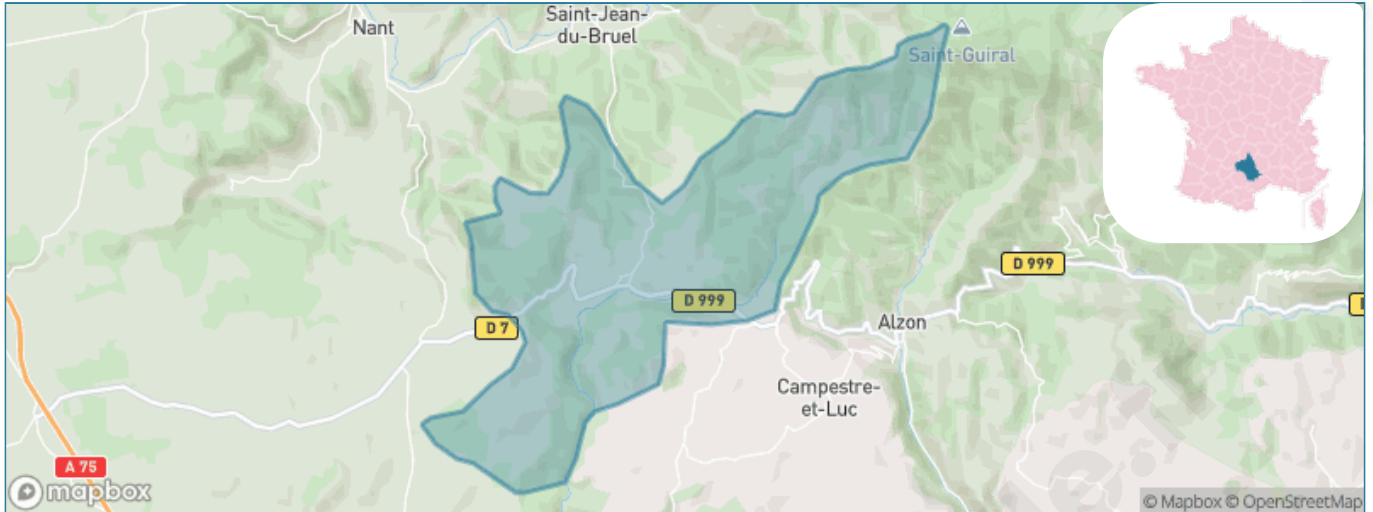 Saint-Jean-
du-Bruel
Nant
Saint-Guiral
D 999
D 999
D 7
Alzon
Campestre-
et-Luc
A 75
mapbox
© Mapbox © OpenStreetMap